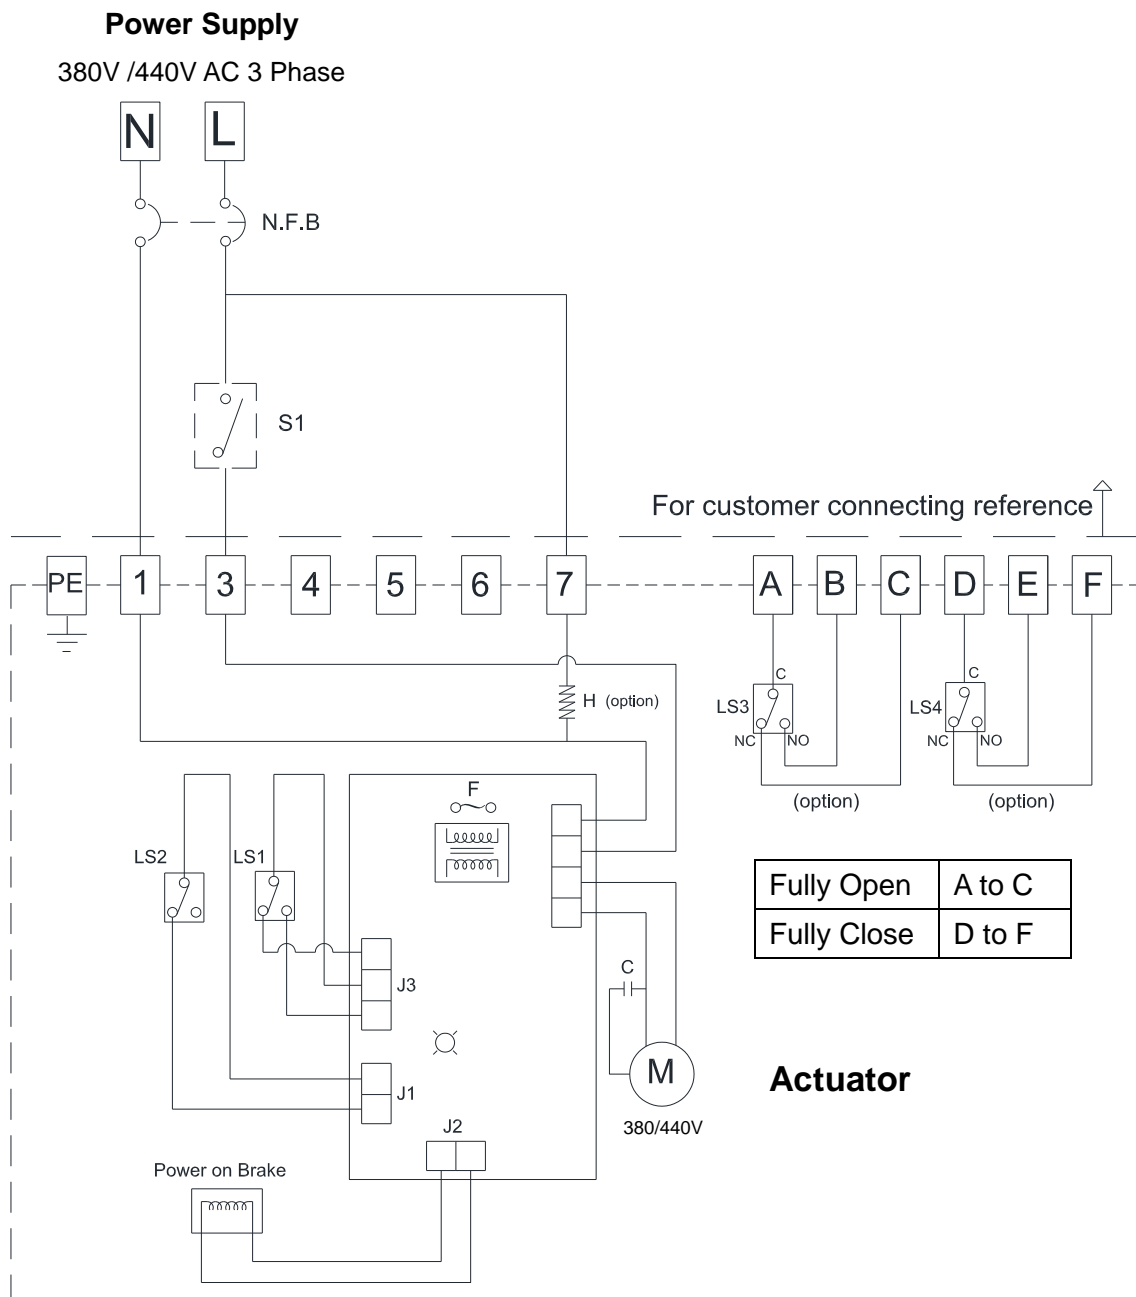 Power Supply
380V /440V AC 3 Phase
N L
N.F.B
S1
For customer connecting reference
PE 1 3 4 5 6 7 A B C D E F
H (option)
LS3 C NC NO
LS4 C NC NO
(option) (option)
F
LS2 LS1
Fully Open A to C
Fully Close D to F
J3
C
M
380/440V
Actuator
J1
J2
Power on Brake